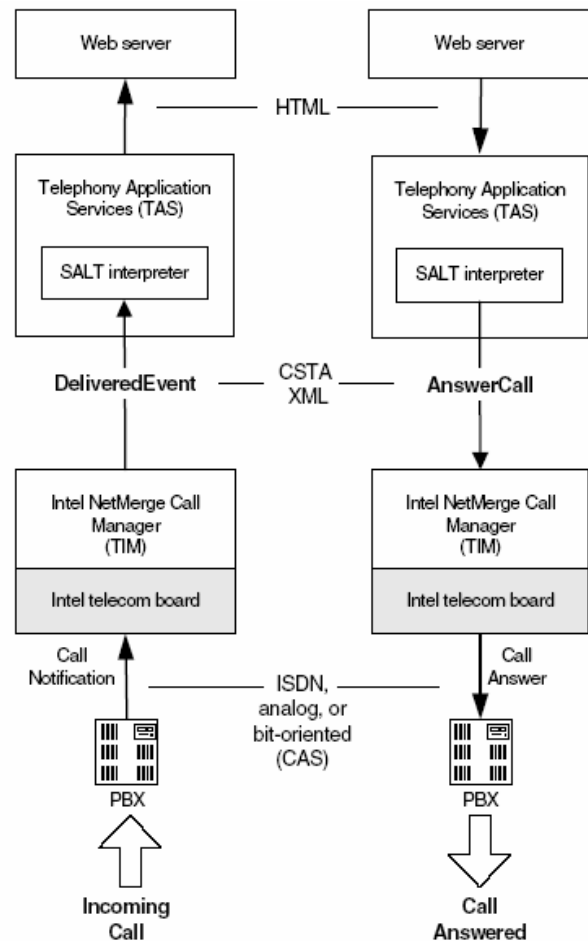 Web server
Web server
HTML
Telephony Application
Services (TAS)
SALT interpreter
Telephony Application
Services (TAS)
SALT interpreter
DeliveredEvent
CSTA
XML
AnswerCall
Intel NetMerge Call
Manager
(TIM)
Intel telecom board
Intel NetMerge Call
Manager
(TIM)
Intel telecom board
Call
Notification
ISDN,
analog, or
bit-oriented
(CAS)
Call
Answer
PBX
PBX
Incoming
Call
Call
Answered